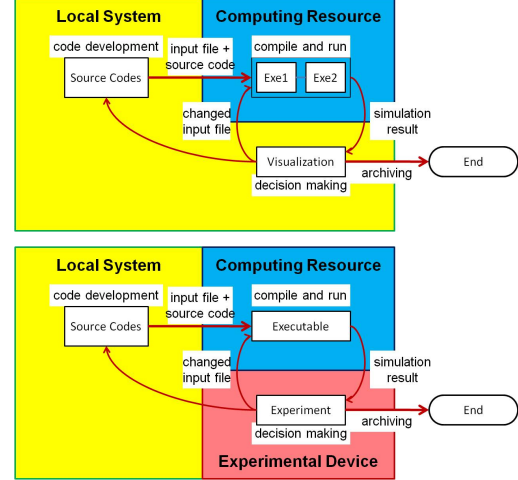 Local System
Computing Resource
code development
input file +
source code
compile and run
Source Codes
Exe1
Exe2
changed
input file
simulation
result
Visualization
decision making
archiving
End
Local System
Computing Resource
code development
input file +
source code
compile and run
Source Codes
Executable
changed
input file
simulation
result
Experiment
decision making
archiving
End
Experimental Device